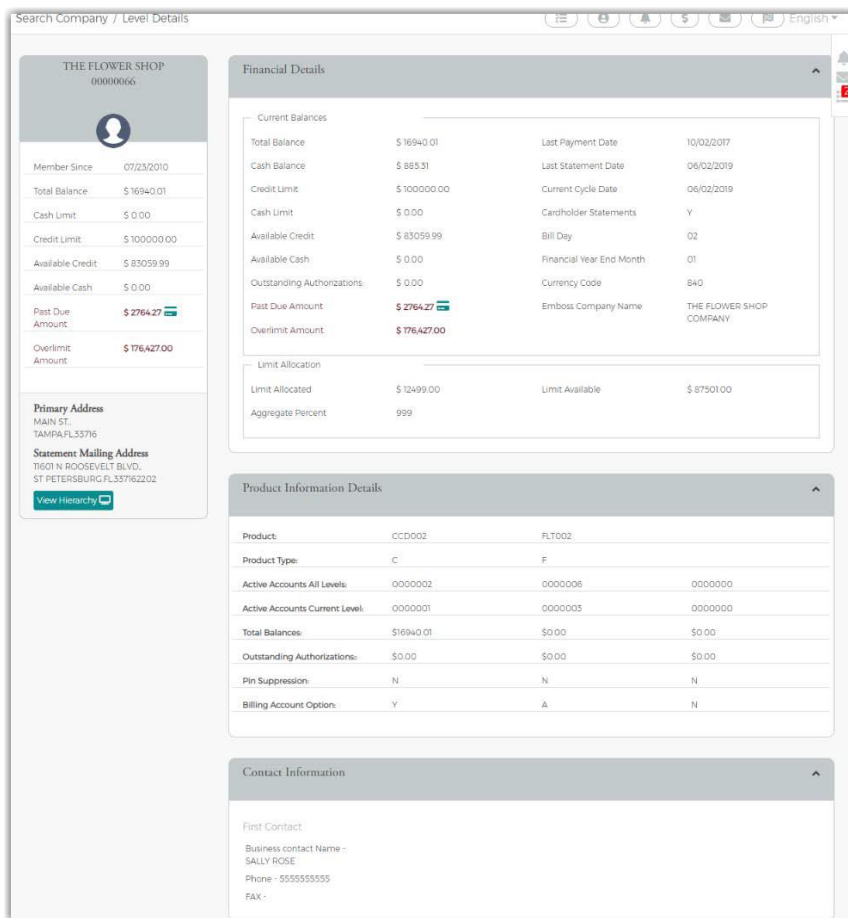 Search Company / Level Details
English
THE FLOWER SHOP
00000066
Member Since 07/23/2010
Total Balance $ 16940.01
Cash Limit $ 0.00
Credit Limit $ 100000.00
Available Credit $ 83059.99
Available Cash $ 0.00
Past Due $ 2764.27
Amount
Overlimit $ 176,427.00
Amount
Primary Address
MAIN ST.,
TAMPA,FL,33716
Statement Mailing Address
11601 N ROOSEVELT BLVD.,
ST PETERSBURG,FL,337162202
View Hierarchy
Financial Details
Current Balances
Total Balance $ 16940.01 Last Payment Date 10/02/2017
Cash Balance $ 885.31 Last Statement Date 06/02/2019
Credit Limit $ 100000.00 Current Cycle Date 06/02/2019
Cash Limit $ 0.00 Cardholder Statements Y
Available Credit $ 83059.99 Bill Day 02
Available Cash $ 0.00 Financial Year End Month 01
Outstanding Authorizations: $ 0.00 Currency Code 840
Past Due Amount $ 2764.27 Emboss Company Name THE FLOWER SHOP
COMPANY
Overlimit Amount $ 176,427.00
Limit Allocation
Limit Allocated $ 12499.00 Limit Available $ 87501.00
Aggregate Percent 999
Product Information Details
Product: CCD002 FLT002
Product Type: C F
Active Accounts All Levels: 0000002 0000006 0000000
Active Accounts Current Level: 0000001 0000003 0000000
Total Balances: $16940.01 $0.00 $0.00
Outstanding Authorizations: $0.00 $0.00 $0.00
Pin Suppression: N N N
Billing Account Option: Y A N
Contact Information
First Contact
Business contact Name -
SALLY ROSE
Phone - 5555555555
FAX -